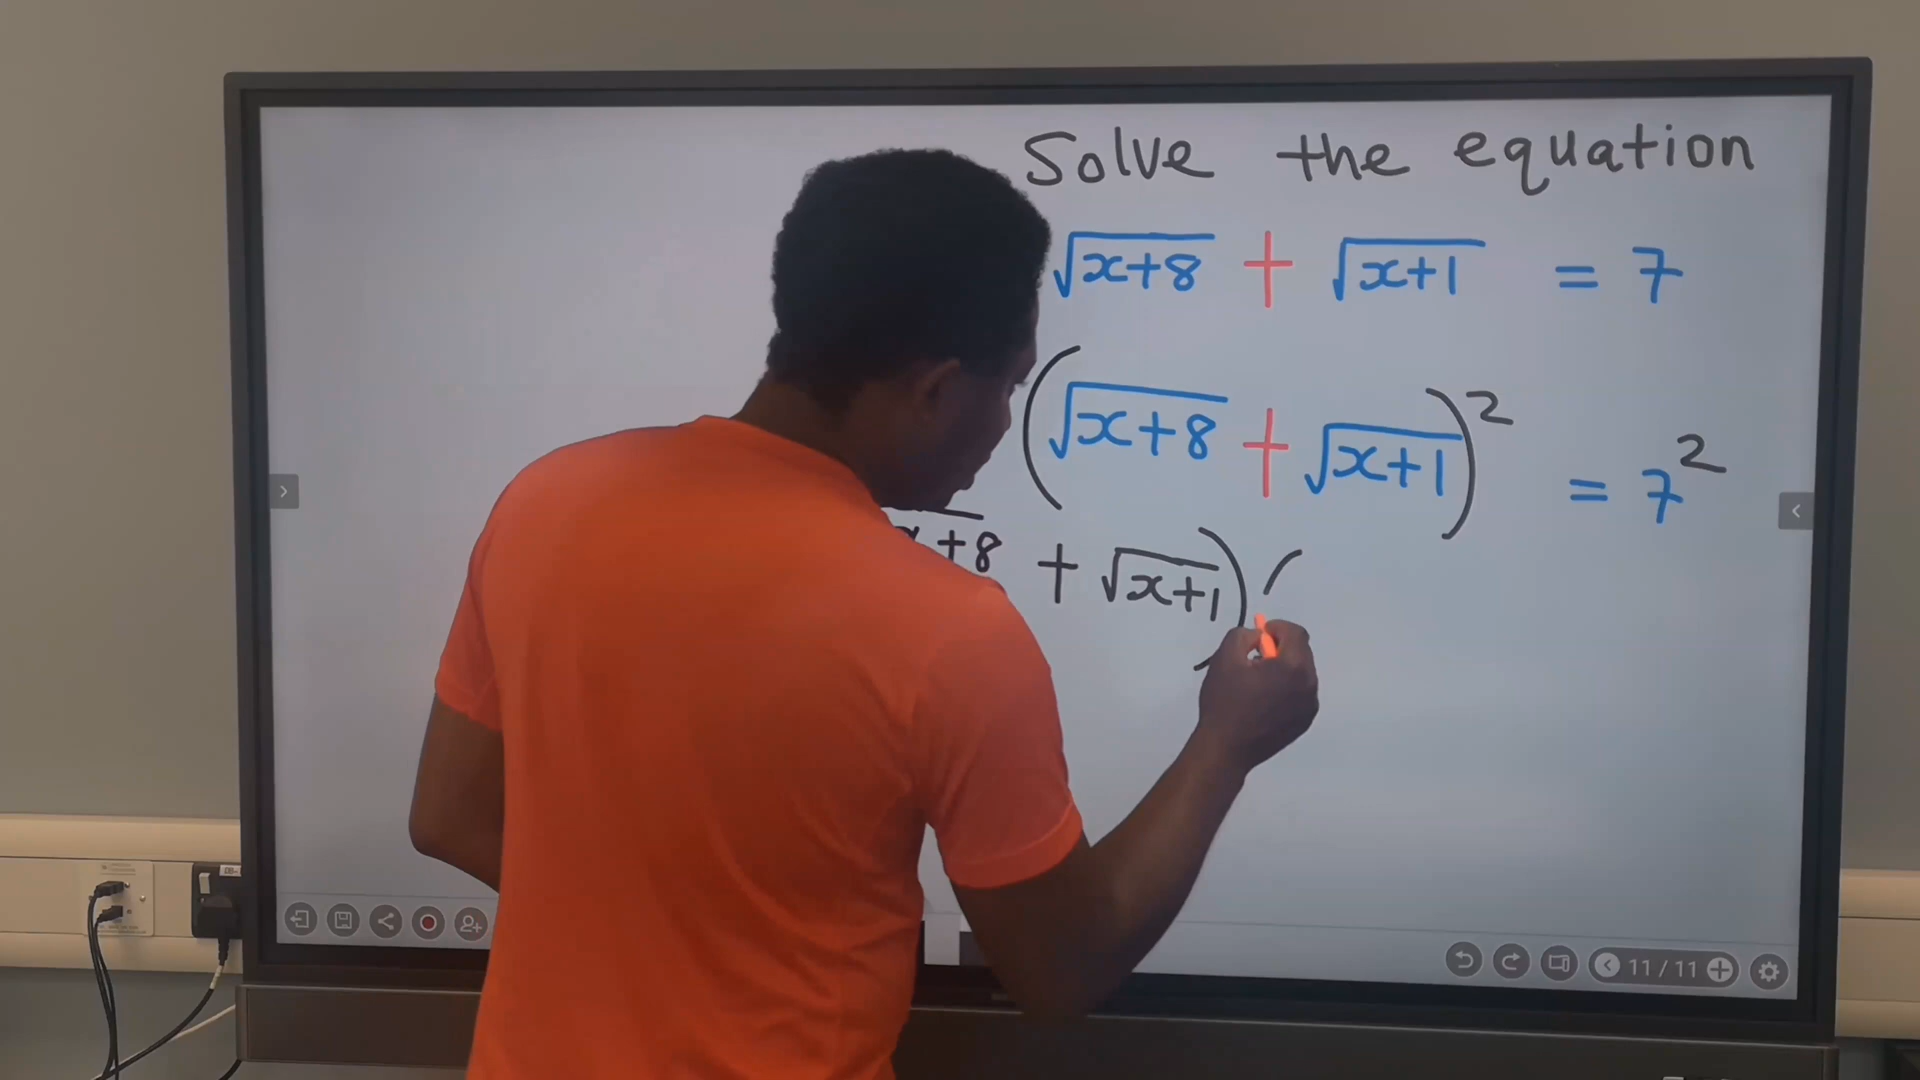 Solve the equation
√x+8 + √x+1 = 7
(√x+8 + √x+1)² = 7²
x+8 + √x+1)(
11/11